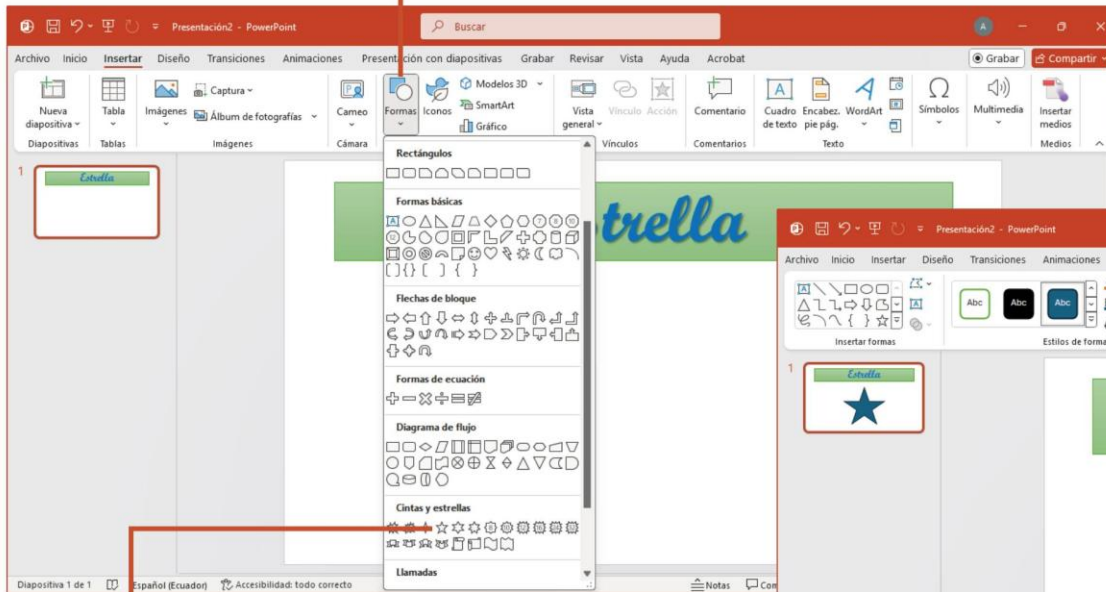 Presentación2 - PowerPoint
Buscar
A
Archivo Inicio Insertar Diseño Transiciones Animaciones Presentación con diapositivas Grabar Revisar Vista Ayuda Acrobat
Grabar Compartir
Nueva diapositiva
Tabla
Imágenes
Captura
Álbum de fotografías
Cameo
Formas
Iconos
Modelos 3D
SmartArt
Gráfico
Vista general
Vínculo
Acción
Comentario
Cuadro de texto
Encabez. pie pág.
WordArt
Símbolos
Multimedia
Insertar medios
Diapositivas Tablas Imágenes Cámara Vínculos Comentarios Texto Medios
1
Estrella
trella
Rectángulos
Formas básicas
Flechas de bloque
Formas de ecuación
Diagrama de flujo
Cintas y estrellas
Llamadas
Diapositiva 1 de 1 Español (Ecuador) Accesibilidad: todo correcto Notas Com
Presentación2 - PowerPoint
Archivo Inicio Insertar Diseño Transiciones Animaciones
Abc Abc Abc
Insertar formas Estilos de forma
1
Estrella